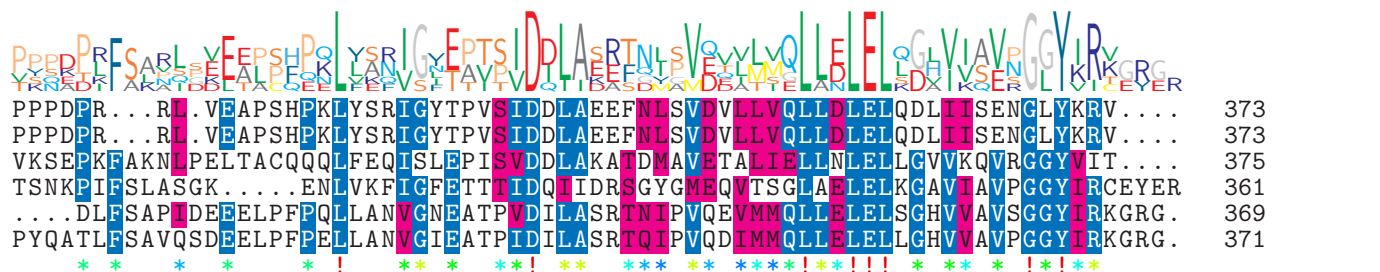 PPPDPR...RL.VEAPSHPKLYSRIGYTPVSIDDLAEEFNLSVDVLLVQLLDLELQDLIISENGLYKRV.... 373
PPPDPR...RL.VEAPSHPKLYSRIGYTPVSIDDLAEEFNLSVDVLLVQLLDLELQDLIISENGLYKRV.... 373
VKSEPKFAKNLPELTACQQQLFEQISLEPISVDDLAKATDMAVETALIELLNLELLGVVKQVRGGYVIT.... 375
TSNKPIFSLASGK.....ENLVKFIGFETTTIDQIIDRSGYGMEQVTSGLAELELKGAVIAVPGGYIRCEYER 361
....DLFSAPIDEEELPFPQLLANVGNEATPVDILASRTNIPVQEVMMQLLELELSGHVVAVSGGYIRKGRG. 369
PYQATLFSAVQSDEELPFPELLANVGIEATPIDILASRTQIPVQDIMMQLLELELLGHVVAVPGGYIRKGRG. 371
* * * * * ! *** **! ** *** ** ****!**!!! * ** * !*!**